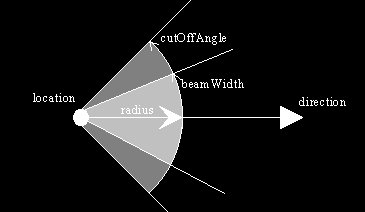 cutOffAngle
beamWidth
location
radius
direction